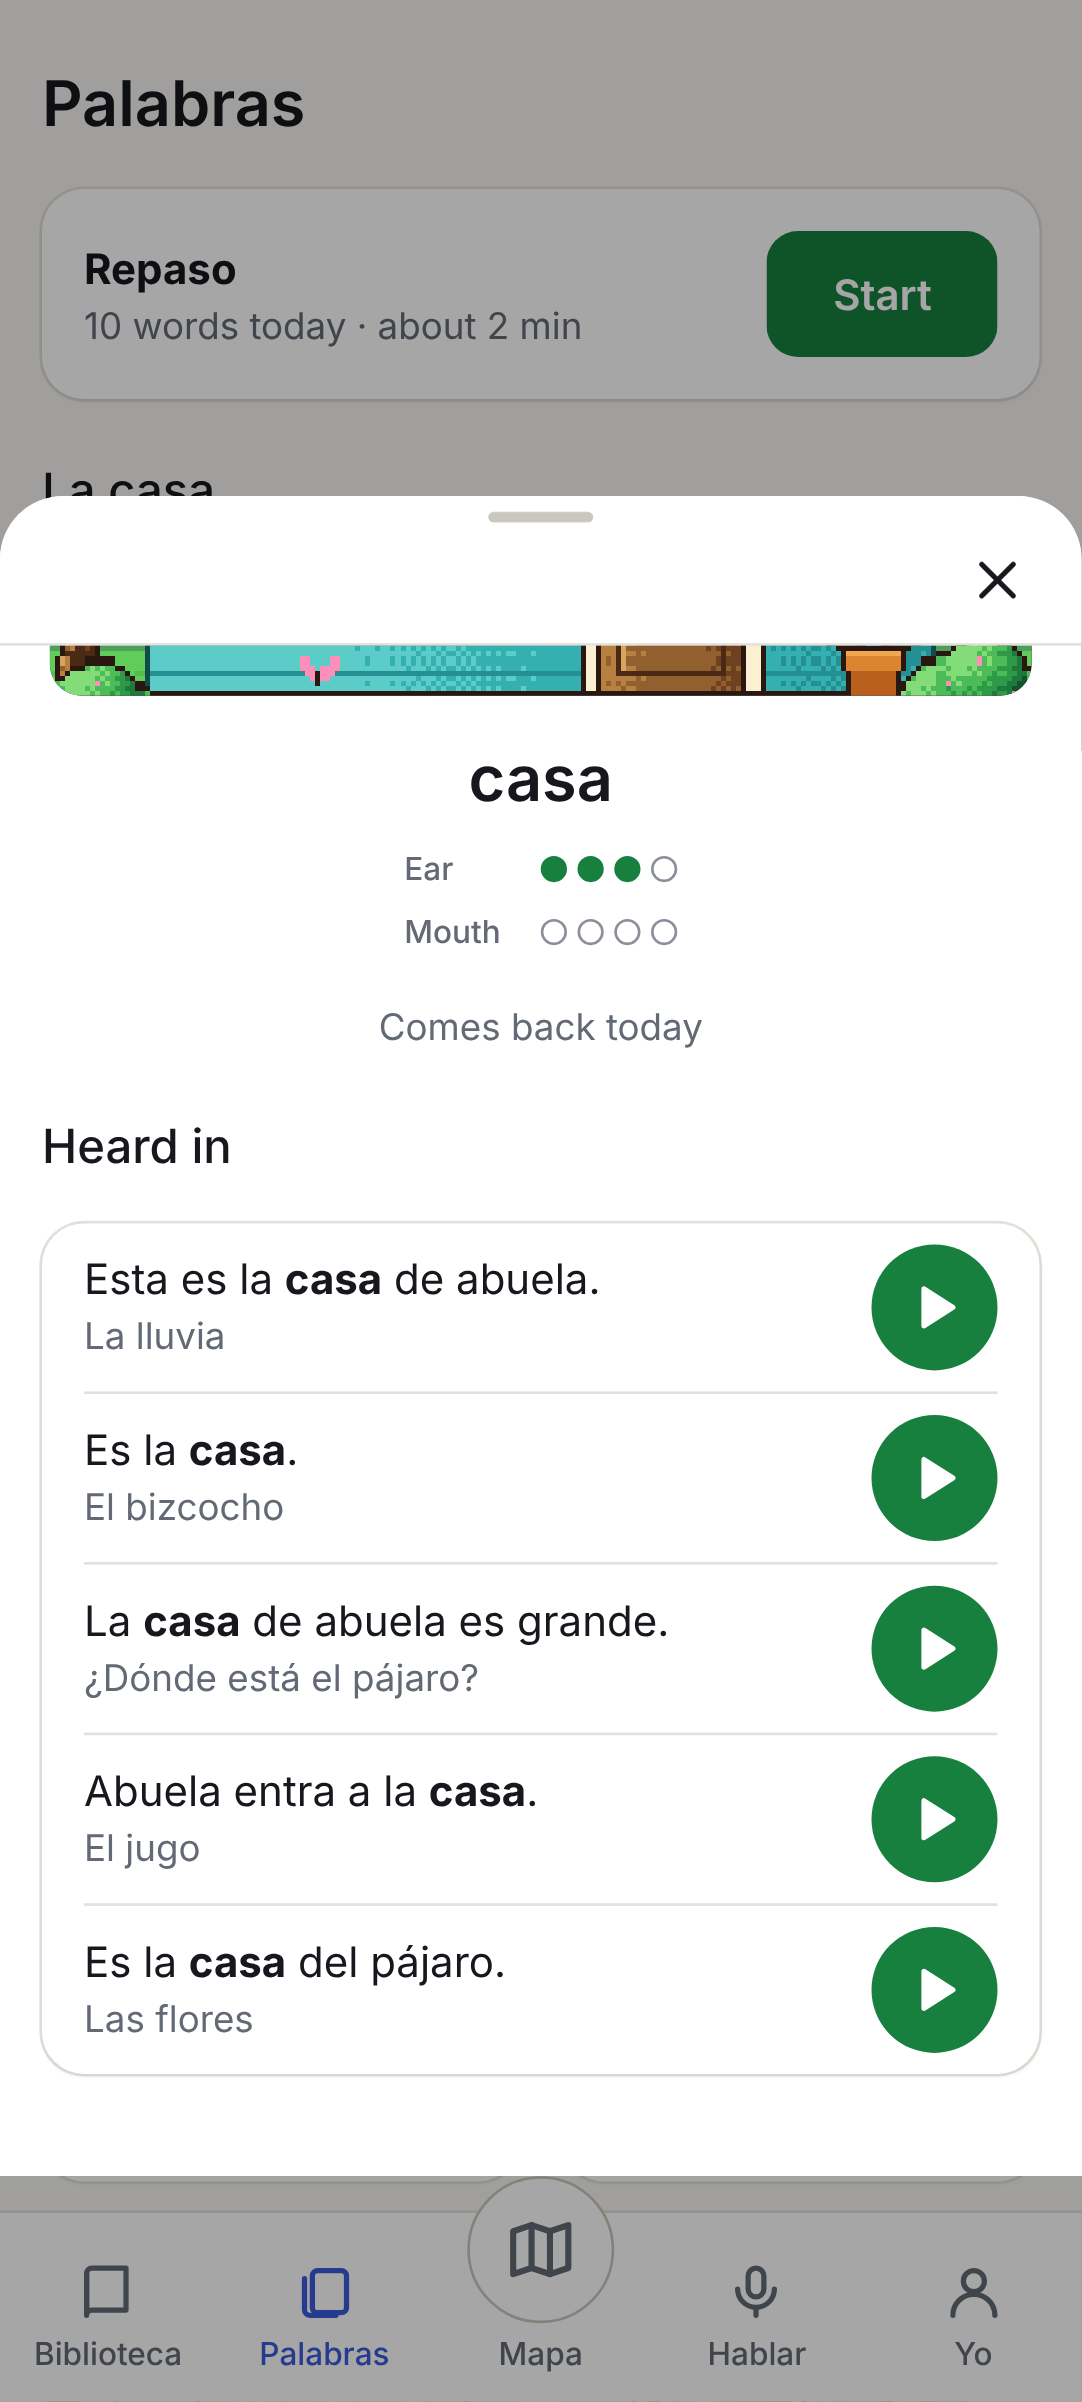 Palabras
Repaso
10 words today · about 2 min
Start
La casa
casa
Ear
Mouth
Comes back today
Heard in
Esta es la casa de abuela.
La lluvia
Es la casa.
El bizcocho
La casa de abuela es grande.
¿Dónde está el pájaro?
Abuela entra a la casa.
El jugo
Es la casa del pájaro.
Las flores
Biblioteca
Palabras
Mapa
Hablar
Yo